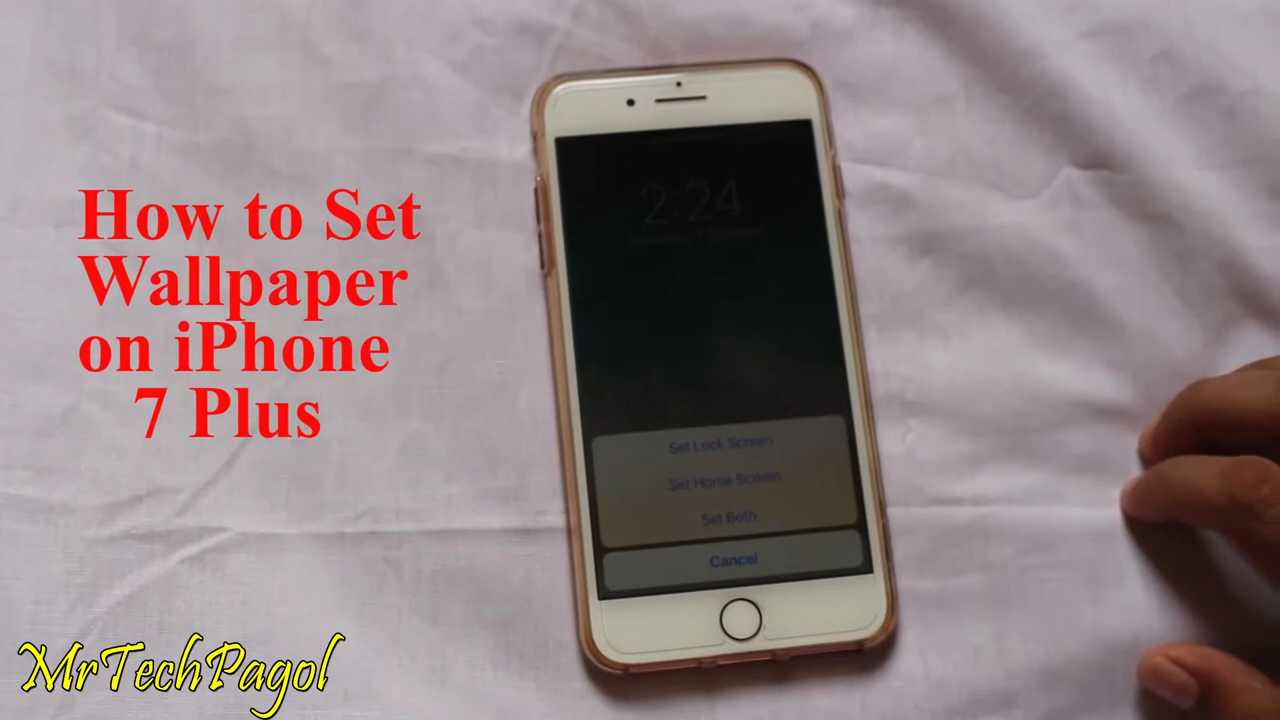 How to Set
Wallpaper
on iPhone
7 Plus
2:24
Set Lock Screen
Set Home Screen
Set Both
Cancel
MrTechPagol